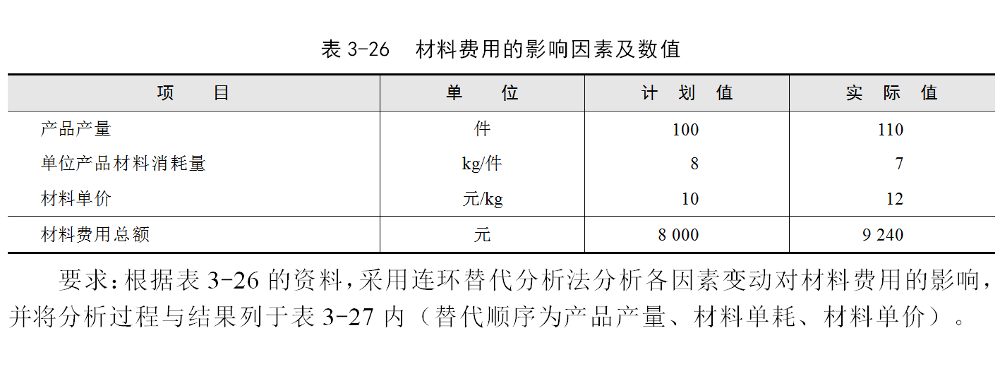 表 3-26 材料费用的影响因素及数值
项 目 单 位 计 划 值 实 际 值
产品产量 件 100 110
单位产品材料消耗量 kg/件 8 7
材料单价 元/kg 10 12
材料费用总额 元 8 000 9 240
要求：根据表 3-26 的资料，采用连环替代分析法分析各因素变动对材料费用的影响，
并将分析过程与结果列于表 3-27 内（替代顺序为产品产量、材料单耗、材料单价）。